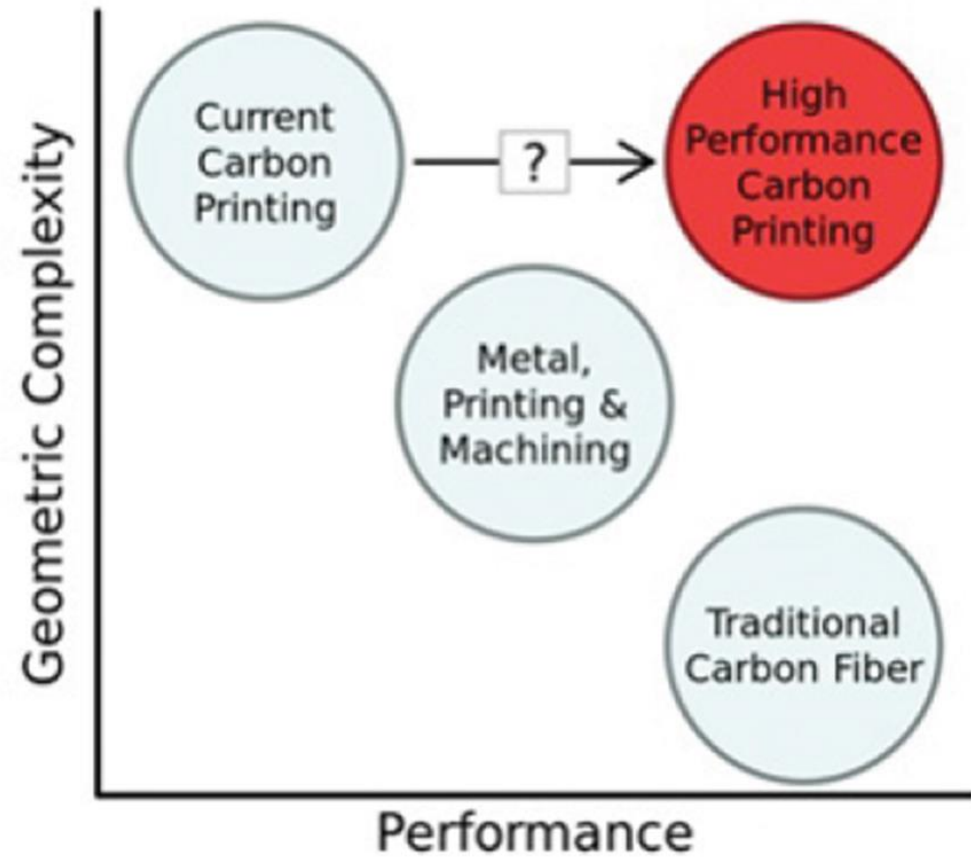 Geometric Complexity
Current
Carbon
Printing
?
High
Performance
Carbon
Printing
Metal,
Printing &
Machining
Traditional
Carbon Fiber
Performance